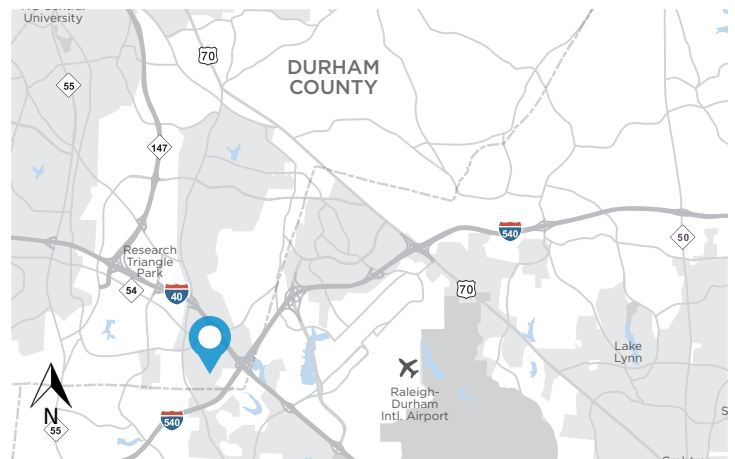 University
70
DURHAM
COUNTY
55
147
540
50
Research
Triangle
Park
54
40
70
Lake
Lynn
Raleigh-
Durham
Intl. Airport
N
540
55